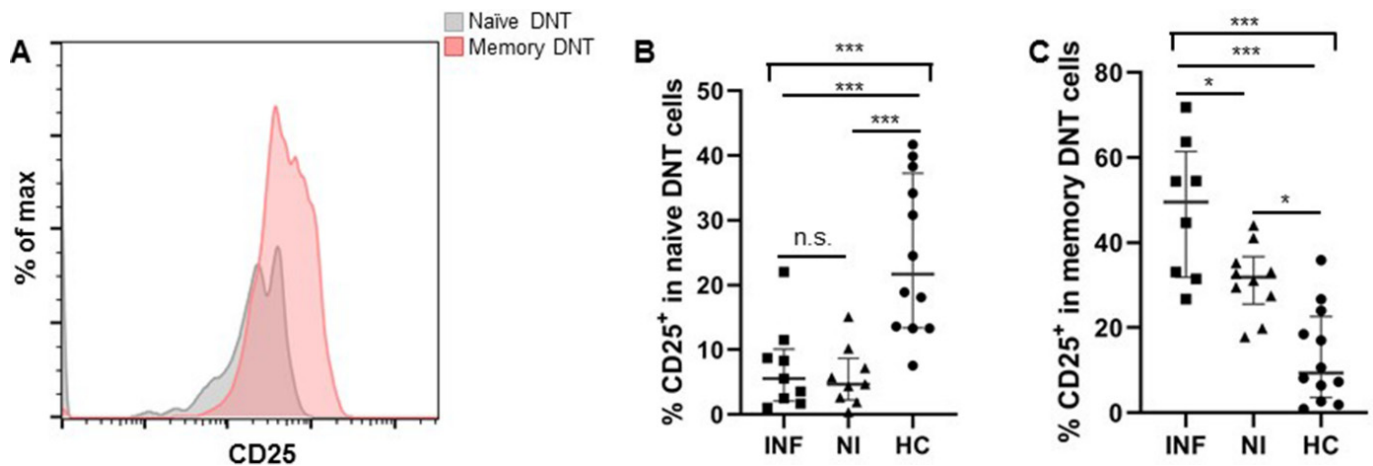 A
Naïve DNT
Memory DNT
% of max
CD25
B
% CD25+ in naive DNT cells
50
40
30
20
10
0
***
***
***
n.s.
INF NI HC
C
% CD25+ in memory DNT cells
80
60
40
20
0
***
***
*
*
INF NI HC